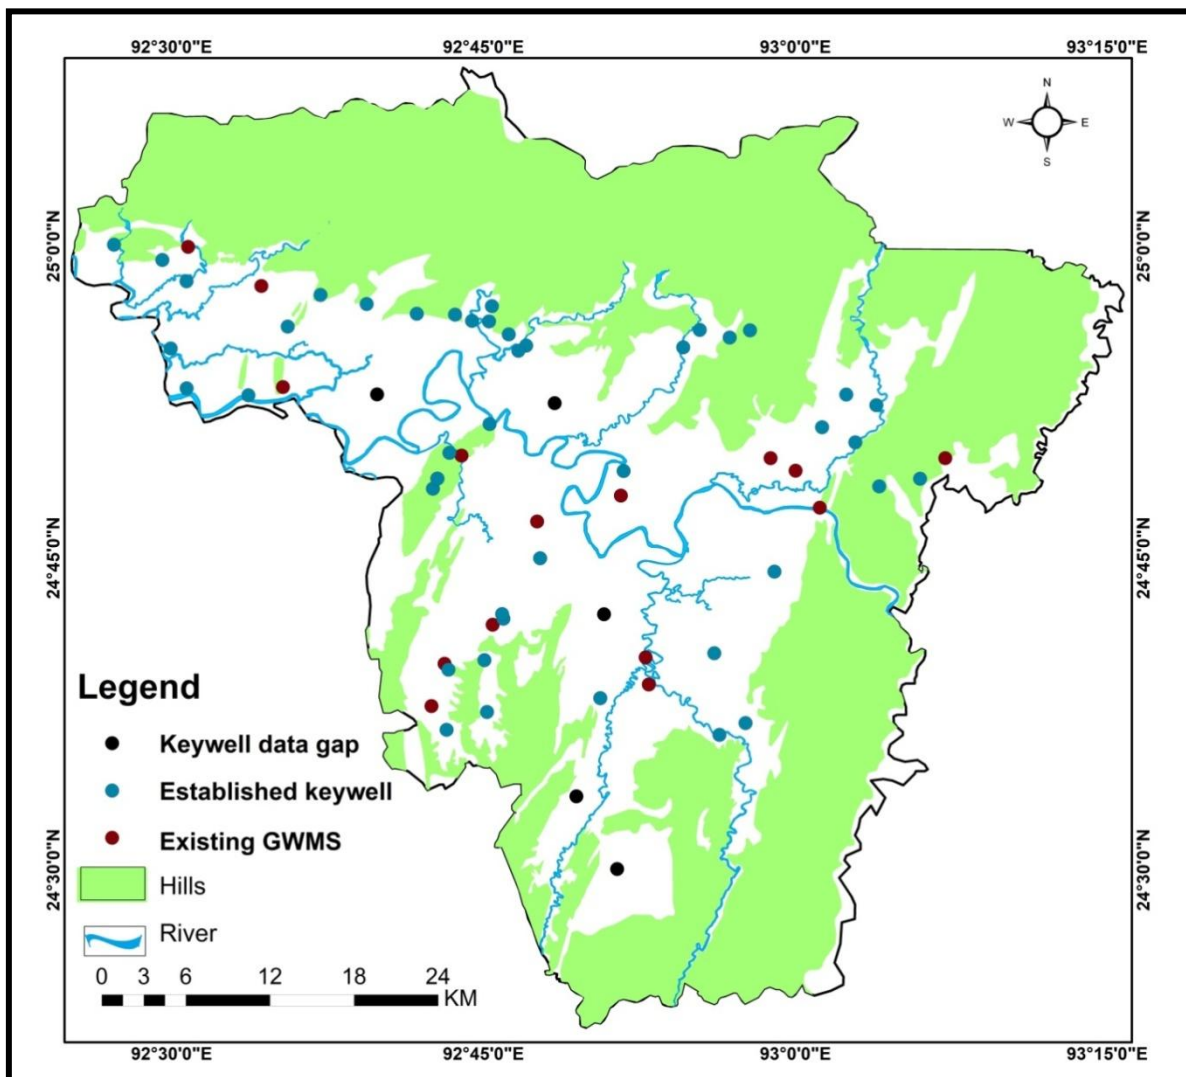 92°30'0"E 92°45'0"E 93°0'0"E 93°15'0"E
N
W E
S
25°0'0"N 25°0'0"N
24°45'0"N 24°45'0"N
24°30'0"N 24°30'0"N
Legend
Keywell data gap
Established keywell
Existing GWMS
Hills
River
0 3 6 12 18 24
KM
92°30'0"E 92°45'0"E 93°0'0"E 93°15'0"E